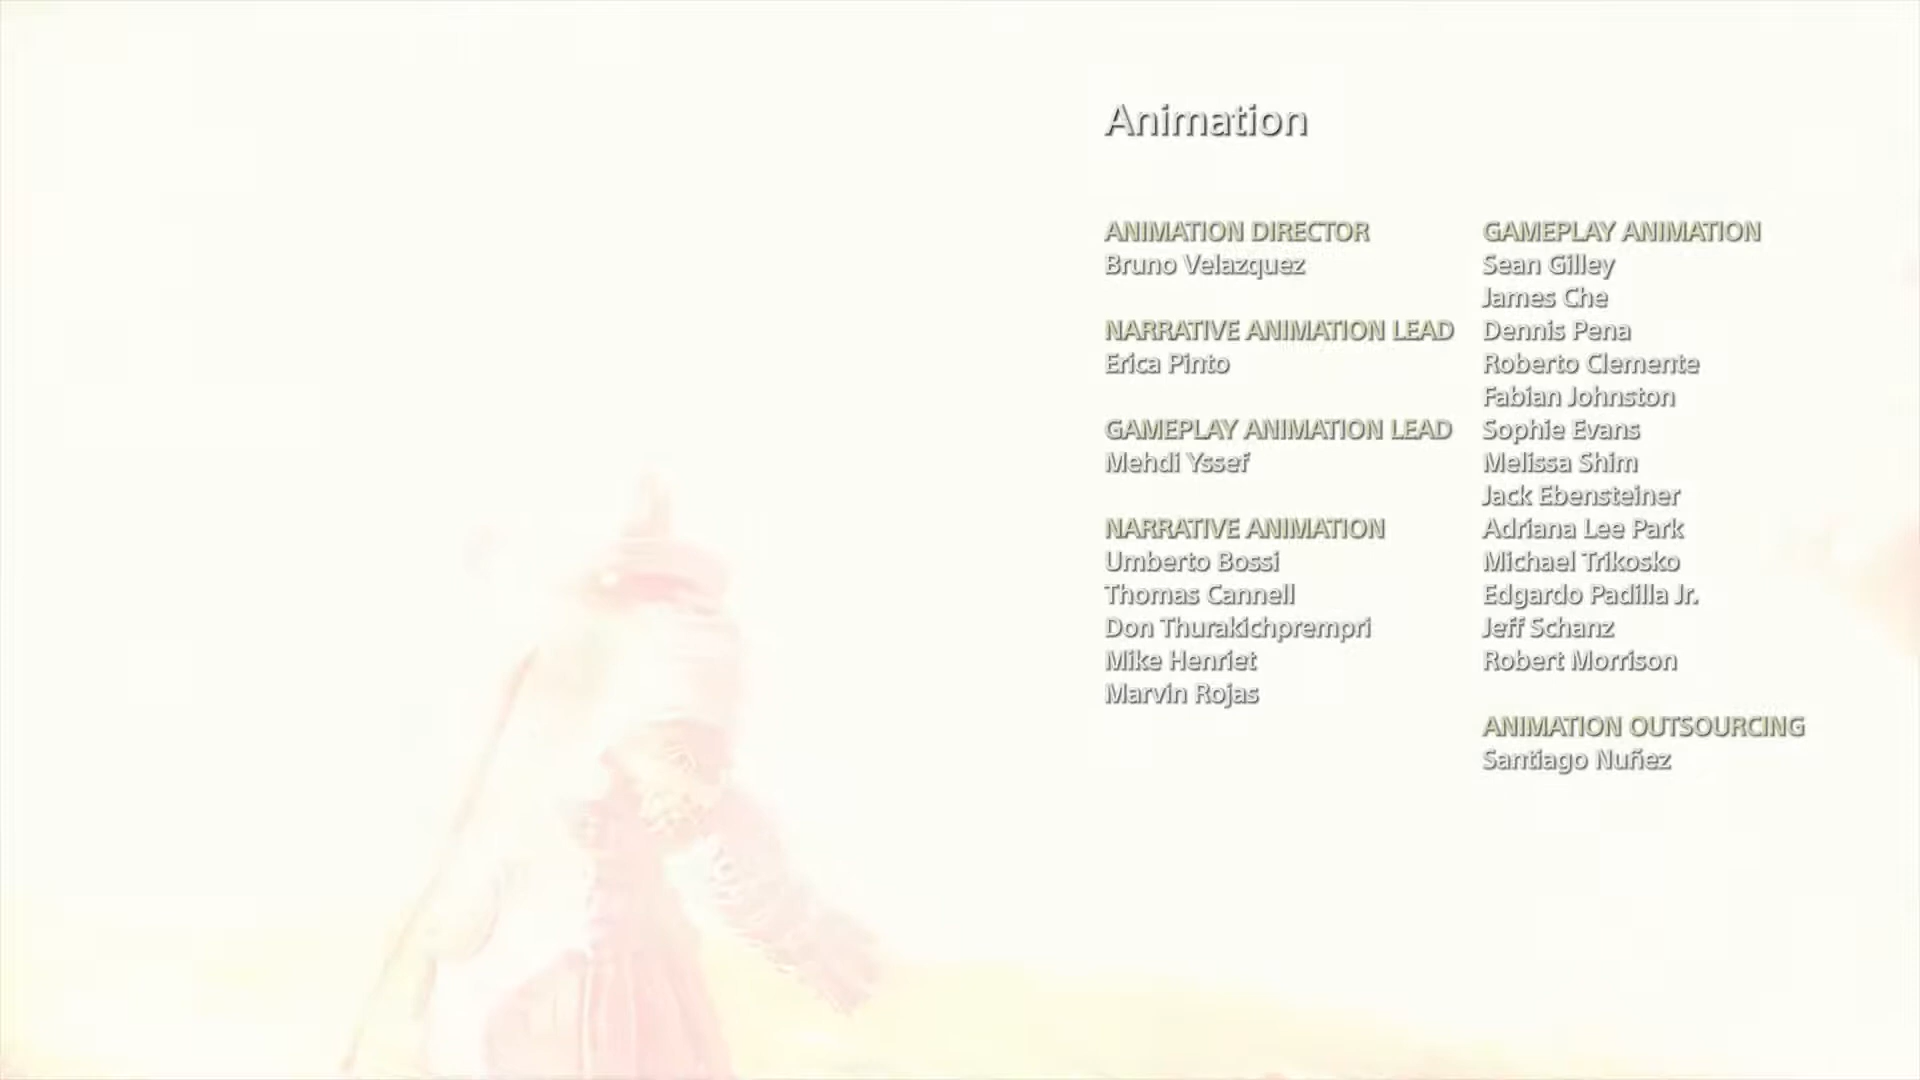 Animation
ANIMATION DIRECTOR
Bruno Velazquez
NARRATIVE ANIMATION LEAD
Erica Pinto
GAMEPLAY ANIMATION LEAD
Mehdi Yssef
NARRATIVE ANIMATION
Umberto Bossi
Thomas Cannell
Don Thurakichprempri
Mike Henriet
Marvin Rojas
GAMEPLAY ANIMATION
Sean Gilley
James Che
Dennis Pena
Roberto Clemente
Fabian Johnston
Sophie Evans
Melissa Shim
Jack Ebensteiner
Adriana Lee Park
Michael Trikosko
Edgardo Padilla Jr.
Jeff Schanz
Robert Morrison
ANIMATION OUTSOURCING
Santiago Nuñez